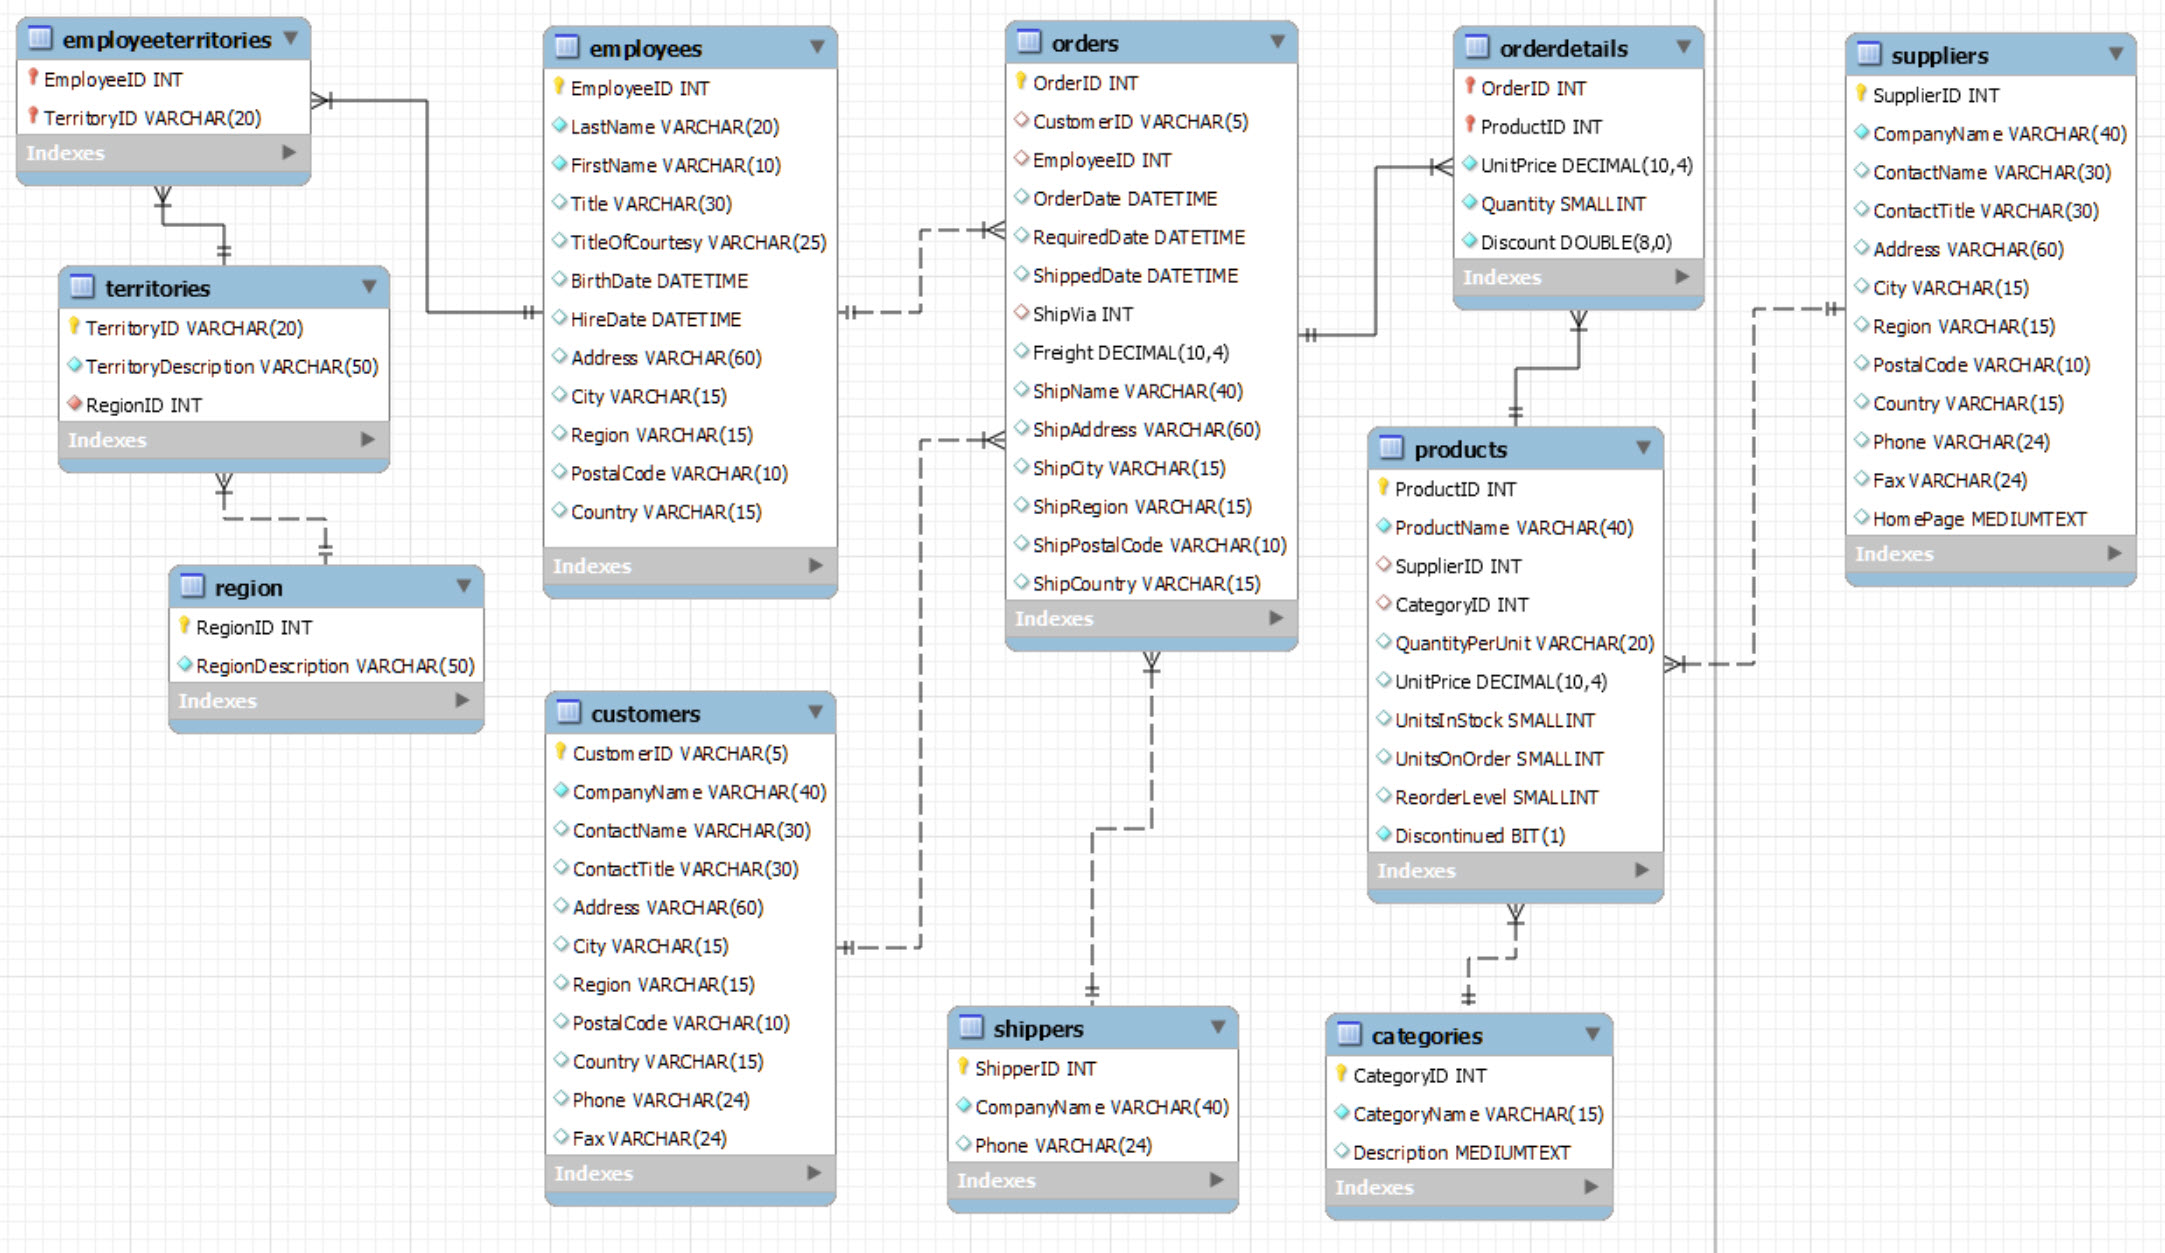 employeeterritories
EmployeeID INT
TerritoryID VARCHAR(20)
Indexes
territories
TerritoryID VARCHAR(20)
TerritoryDescription VARCHAR(50)
RegionID INT
Indexes
region
RegionID INT
RegionDescription VARCHAR(50)
Indexes
employees
EmployeeID INT
LastName VARCHAR(20)
FirstName VARCHAR(10)
Title VARCHAR(30)
TitleOfCourtesy VARCHAR(25)
BirthDate DATETIME
HireDate DATETIME
Address VARCHAR(60)
City VARCHAR(15)
Region VARCHAR(15)
PostalCode VARCHAR(10)
Country VARCHAR(15)
Indexes
customers
CustomerID VARCHAR(5)
CompanyName VARCHAR(40)
ContactName VARCHAR(30)
ContactTitle VARCHAR(30)
Address VARCHAR(60)
City VARCHAR(15)
Region VARCHAR(15)
PostalCode VARCHAR(10)
Country VARCHAR(15)
Phone VARCHAR(24)
Fax VARCHAR(24)
Indexes
orders
OrderID INT
CustomerID VARCHAR(5)
EmployeeID INT
OrderDate DATETIME
RequiredDate DATETIME
ShippedDate DATETIME
ShipVia INT
Freight DECIMAL(10,4)
ShipName VARCHAR(40)
ShipAddress VARCHAR(60)
ShipCity VARCHAR(15)
ShipRegion VARCHAR(15)
ShipPostalCode VARCHAR(10)
ShipCountry VARCHAR(15)
Indexes
shippers
ShipperID INT
CompanyName VARCHAR(40)
Phone VARCHAR(24)
Indexes
orderdetails
OrderID INT
ProductID INT
UnitPrice DECIMAL(10,4)
Quantity SMALLINT
Discount DOUBLE(8,0)
Indexes
products
ProductID INT
ProductName VARCHAR(40)
SupplierID INT
CategoryID INT
QuantityPerUnit VARCHAR(20)
UnitPrice DECIMAL(10,4)
UnitsInStock SMALLINT
UnitsOnOrder SMALLINT
ReorderLevel SMALLINT
Discontinued BIT(1)
Indexes
categories
CategoryID INT
CategoryName VARCHAR(15)
Description MEDIUMTEXT
Indexes
suppliers
SupplierID INT
CompanyName VARCHAR(40)
ContactName VARCHAR(30)
ContactTitle VARCHAR(30)
Address VARCHAR(60)
City VARCHAR(15)
Region VARCHAR(15)
PostalCode VARCHAR(10)
Country VARCHAR(15)
Phone VARCHAR(24)
Fax VARCHAR(24)
HomePage MEDIUMTEXT
Indexes